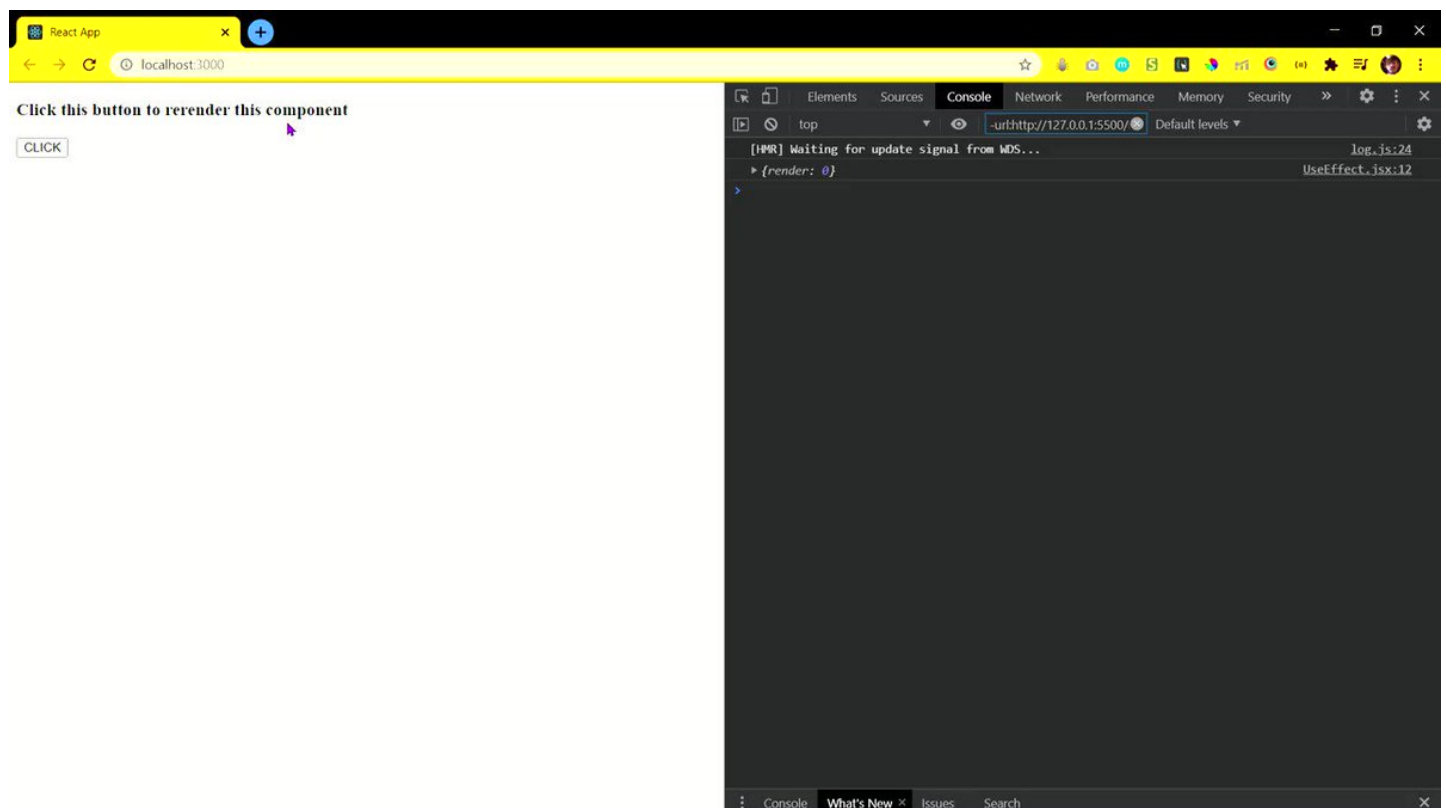 React App
localhost:3000
Click this button to rerender this component
CLICK
Elements Sources Console Network Performance Memory Security
top -url:http://127.0.0.1:5500/ Default levels
[HMR] Waiting for update signal from WDS... log.js:24
{render: 0} UseEffect.jsx:12
Console What's New Issues Search